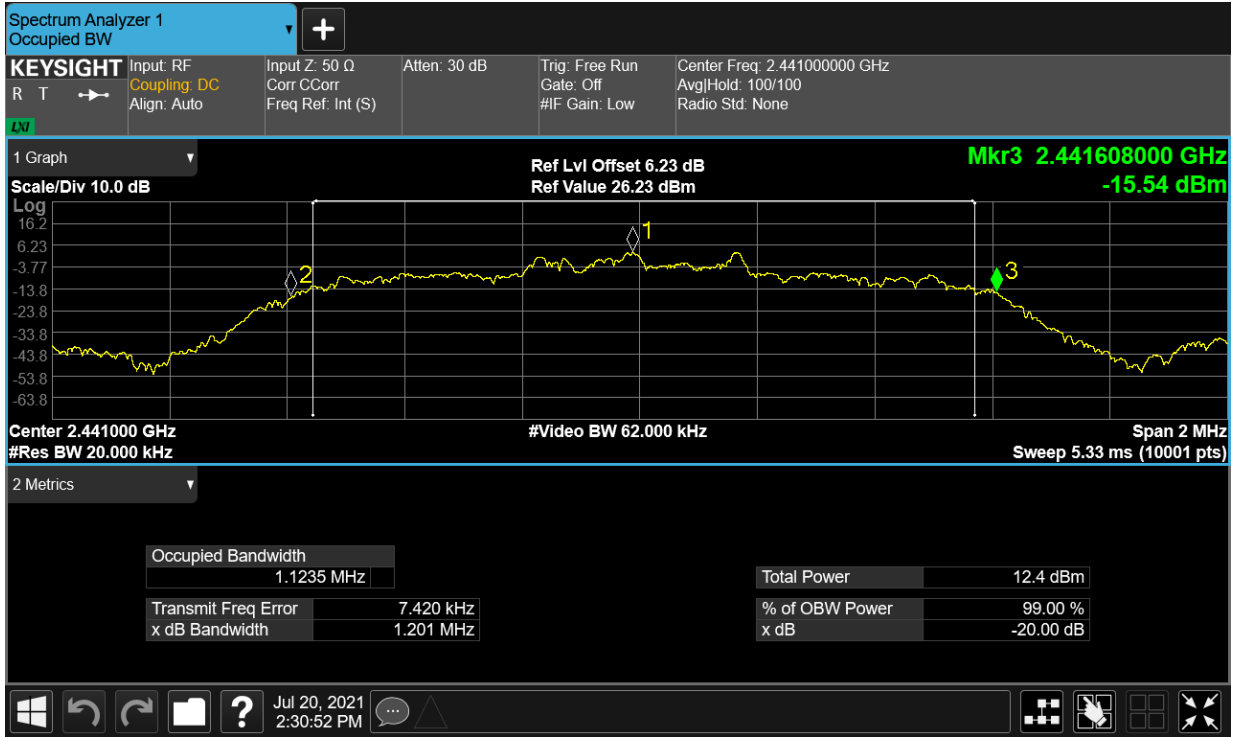 Spectrum Analyzer 1
Occupied BW
KEYSIGHT
R T
LXI
Input: RF
Coupling: DC
Align: Auto
Input Z: 50 Ω
Corr CCorr
Freq Ref: Int (S)
Atten: 30 dB
Trig: Free Run
Gate: Off
#IF Gain: Low
Center Freq: 2.441000000 GHz
Avg|Hold: 100/100
Radio Std: None
1 Graph
Scale/Div 10.0 dB
Ref Lvl Offset 6.23 dB
Ref Value 26.23 dBm
Mkr3 2.441608000 GHz
-15.54 dBm
Log
16.2
6.23
-3.77
-13.8
-23.8
-33.8
-43.8
-53.8
-63.8
1
2
3
Center 2.441000 GHz
#Video BW 62.000 kHz
Span 2 MHz
#Res BW 20.000 kHz
Sweep 5.33 ms (10001 pts)
2 Metrics
Occupied Bandwidth
1.1235 MHz
Transmit Freq Error 7.420 kHz
x dB Bandwidth 1.201 MHz
Total Power 12.4 dBm
% of OBW Power 99.00 %
x dB -20.00 dB
?
Jul 20, 2021
2:30:52 PM